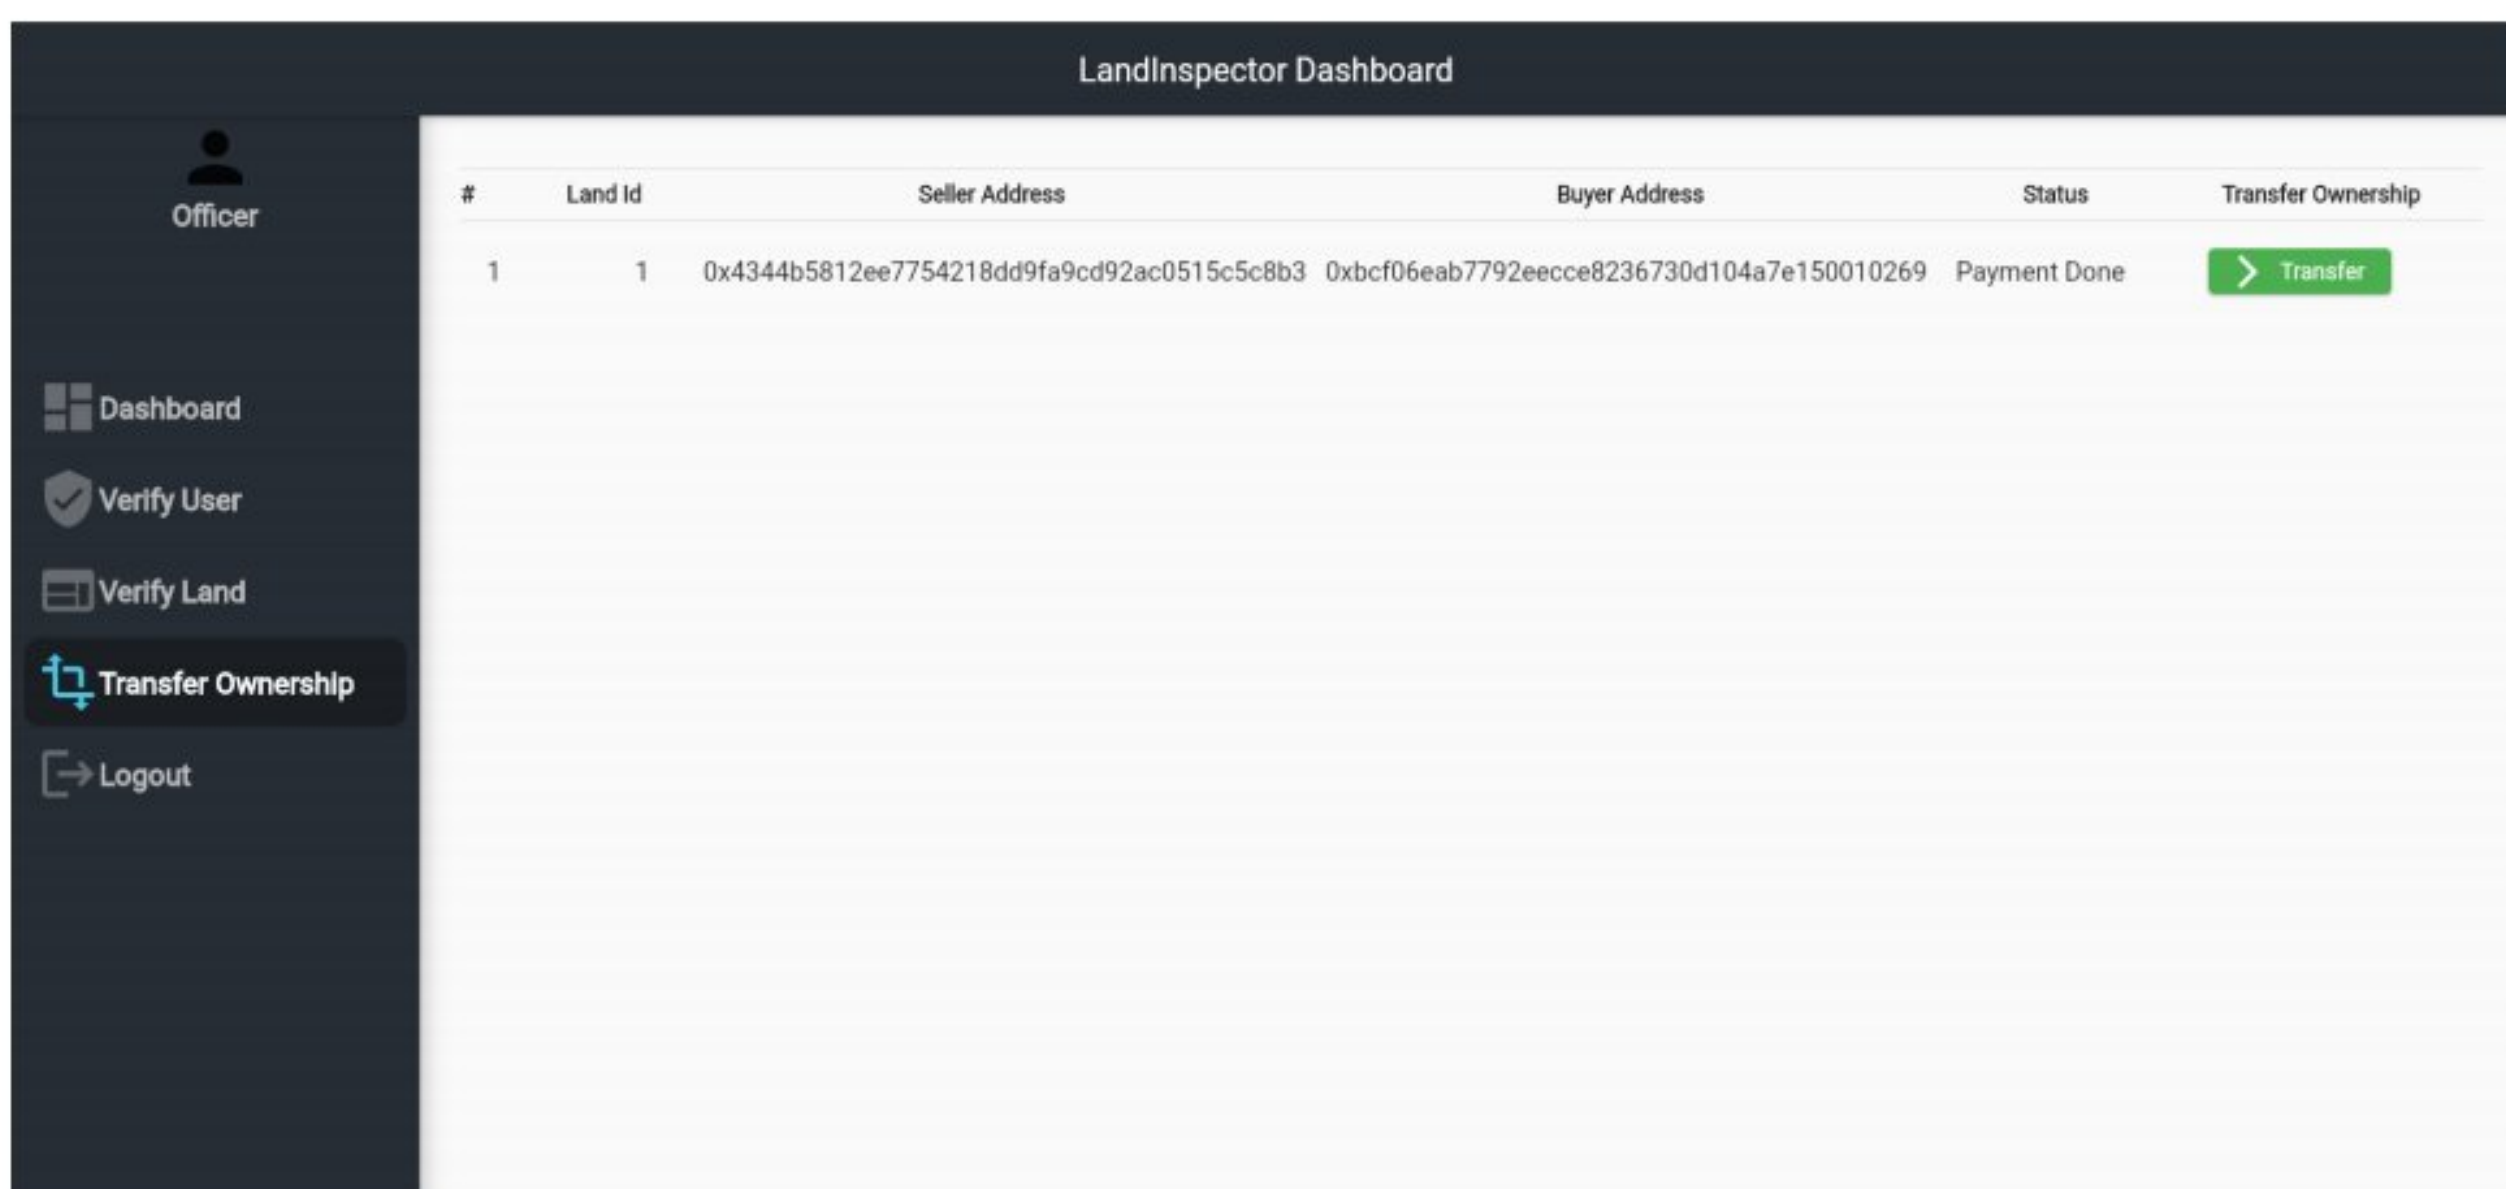 LandInspector Dashboard
Officer
Dashboard
Verify User
Verify Land
Transfer Ownership
Logout
# Land Id Seller Address Buyer Address Status Transfer Ownership
1 1 0x4344b5812ee7754218dd9fa9cd92ac0515c5c8b3 0xbcf06eab7792eecce8236730d104a7e150010269 Payment Done Transfer